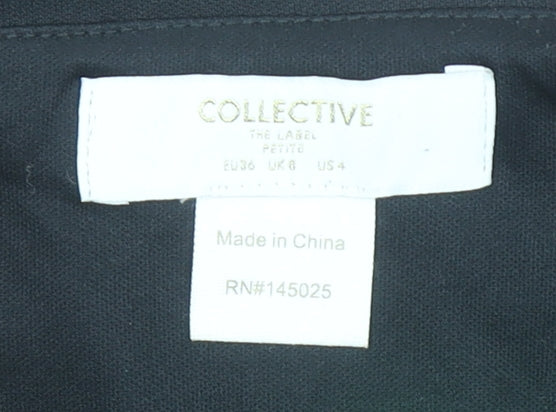 COLLECTIVE
THE LABEL
PETITE
EU36 UK8 US4
Made in China
RN#145025